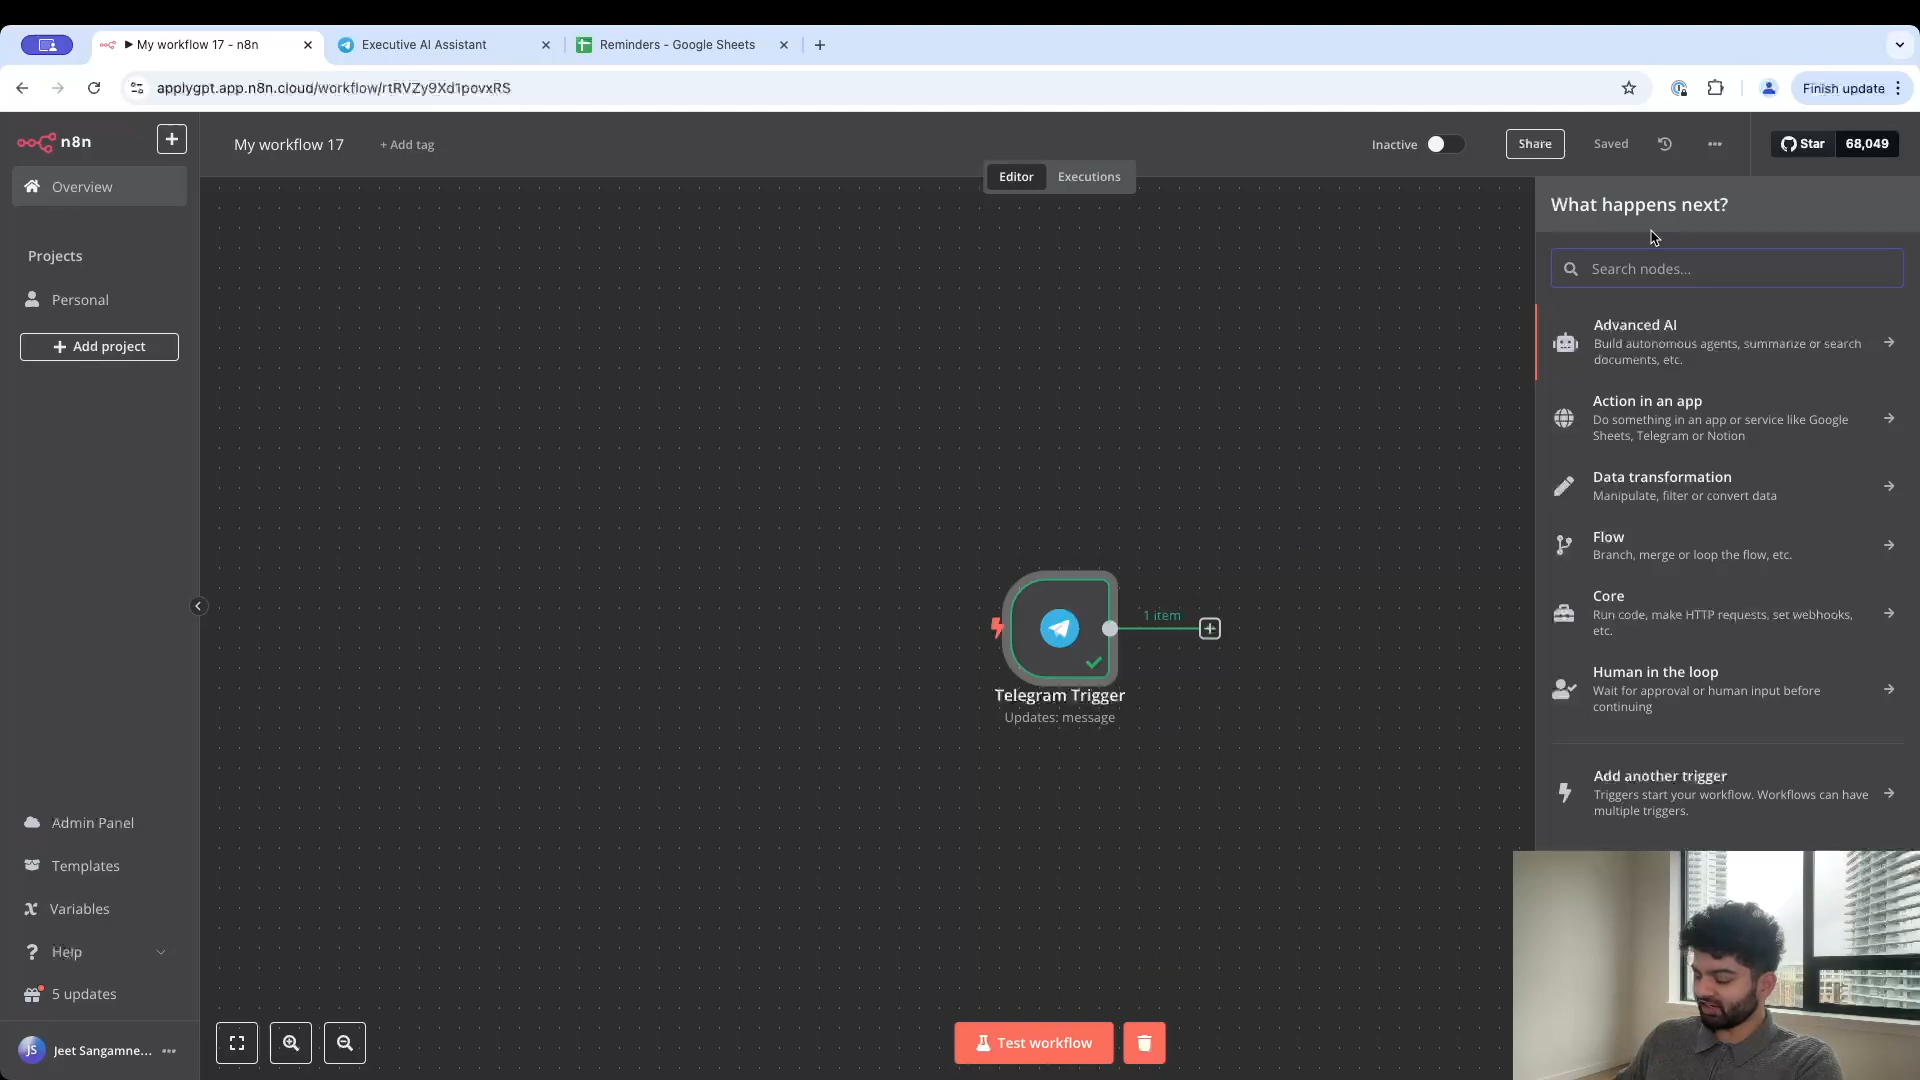 My workflow 17 - n8n
Executive AI Assistant
Reminders - Google Sheets
applygpt.app.n8n.cloud/workflow/rtRVZy9Xd1povxRS
Finish update
n8n
My workflow 17
+ Add tag
Inactive
Share
Saved
Star
68,049
Editor
Executions
Overview
Projects
Personal
Add project
Admin Panel
Templates
Variables
Help
5 updates
JS
Jeet Sangamne...
1 item
Telegram Trigger
Updates: message
Test workflow
What happens next?
Search nodes...
Advanced AI
Build autonomous agents, summarize or search
documents, etc.
Action in an app
Do something in an app or service like Google
Sheets, Telegram or Notion
Data transformation
Manipulate, filter or convert data
Flow
Branch, merge or loop the flow, etc.
Core
Run code, make HTTP requests, set webhooks,
etc.
Human in the loop
Wait for approval or human input before
continuing
Add another trigger
Triggers start your workflow. Workflows can have
multiple triggers.